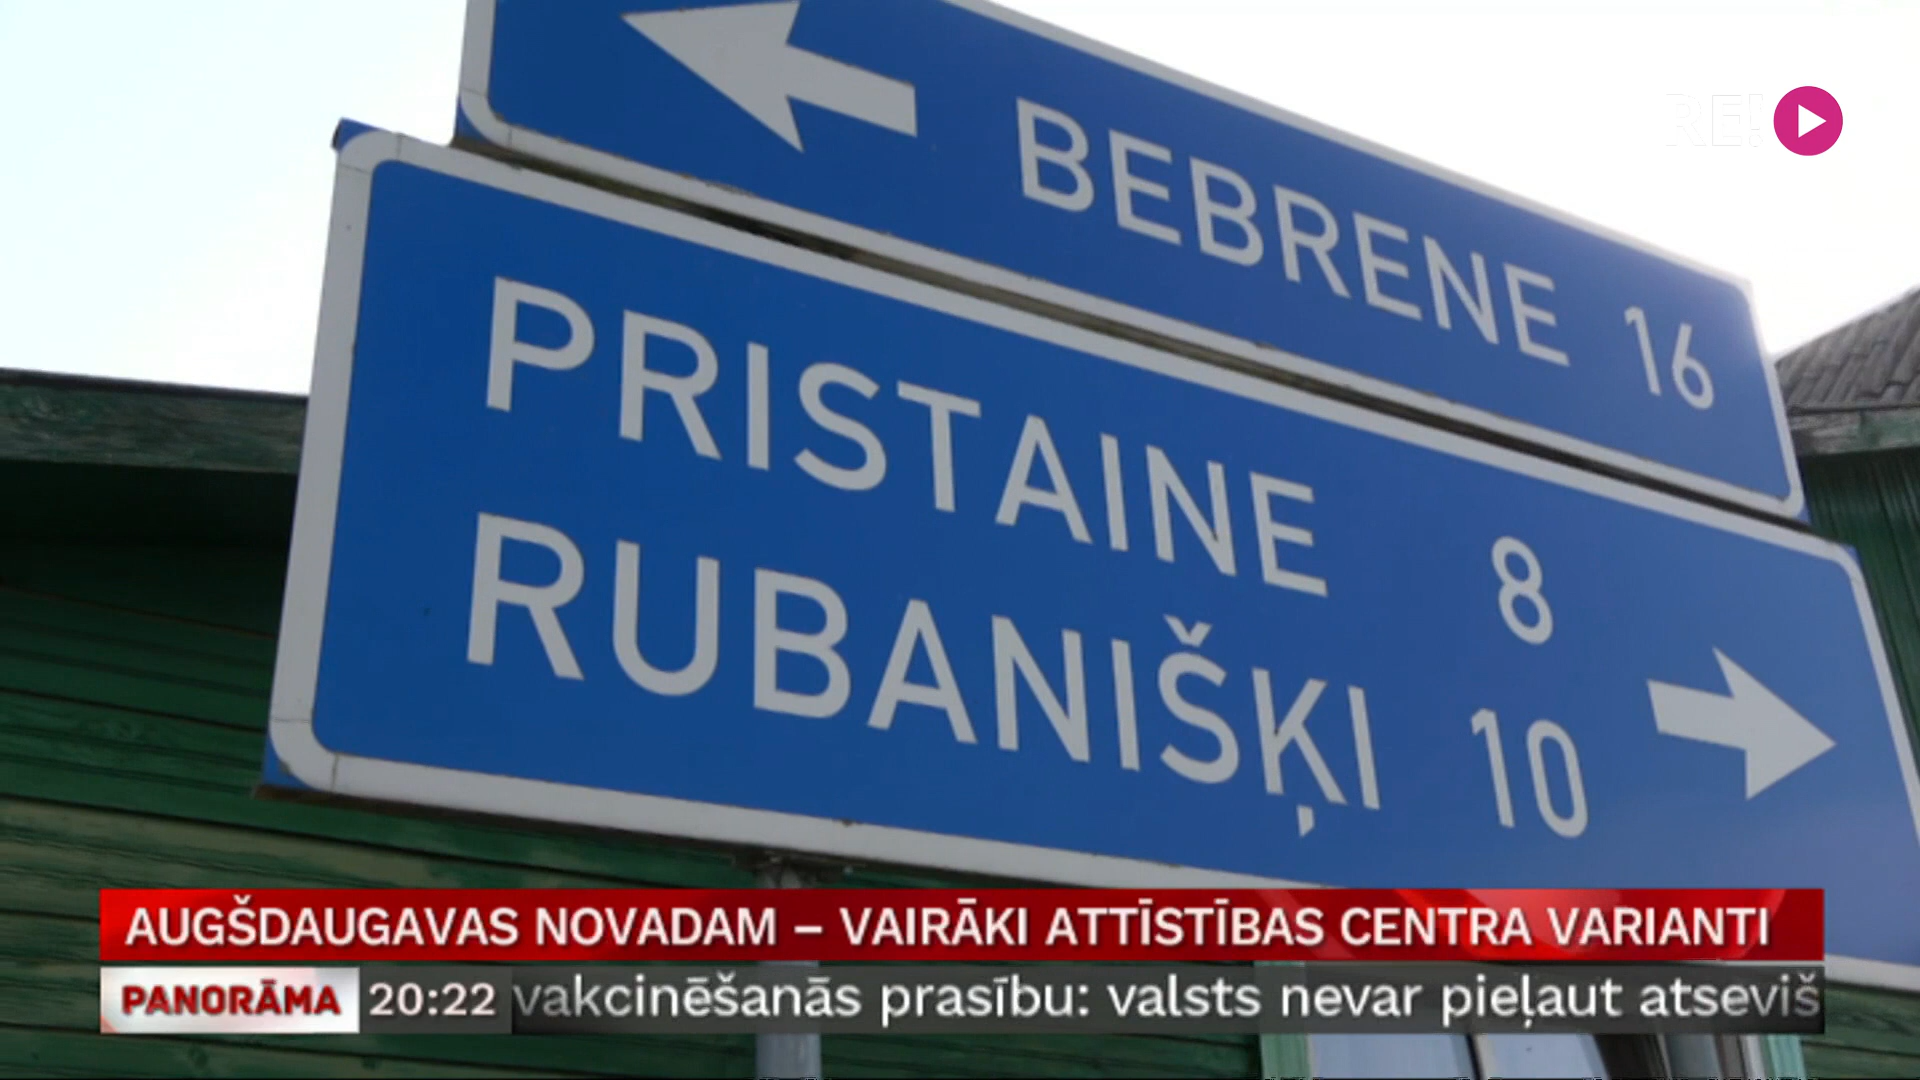 RE!
BEBRENE 16
PRISTAINE 8
RUBANIŠĶI 10
AUGŠDAUGAVAS NOVADAM – VAIRĀKI ATTĪSTĪBAS CENTRA VARIANTI
PANORĀMA 20:22 vakcinēšanās prasību: valsts nevar pieļaut atseviš